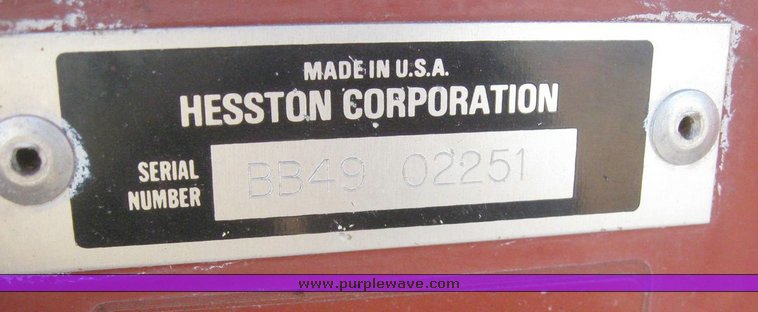 MADE IN U.S.A.
HESSTON CORPORATION
SERIAL
NUMBER
BB49 02251
www.purplewave.com